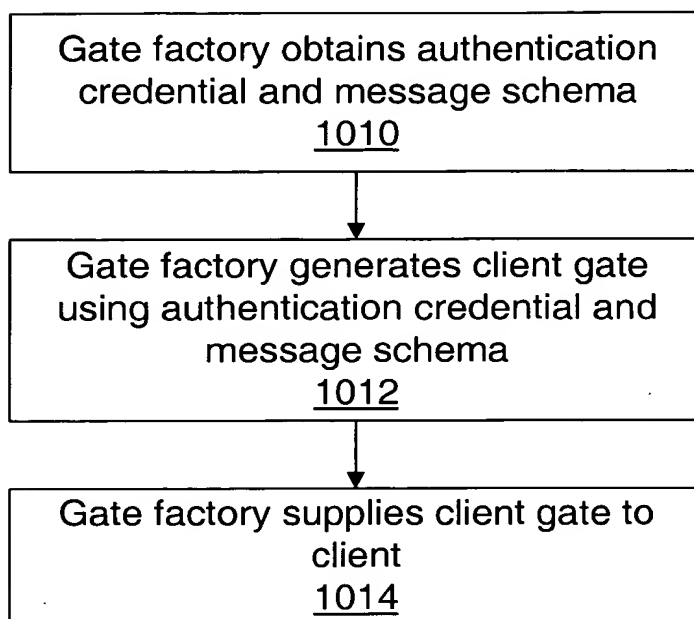 Gate factory obtains authentication
credential and message schema
1010
Gate factory generates client gate
using authentication credential and
message schema
1012
Gate factory supplies client gate to
client
1014